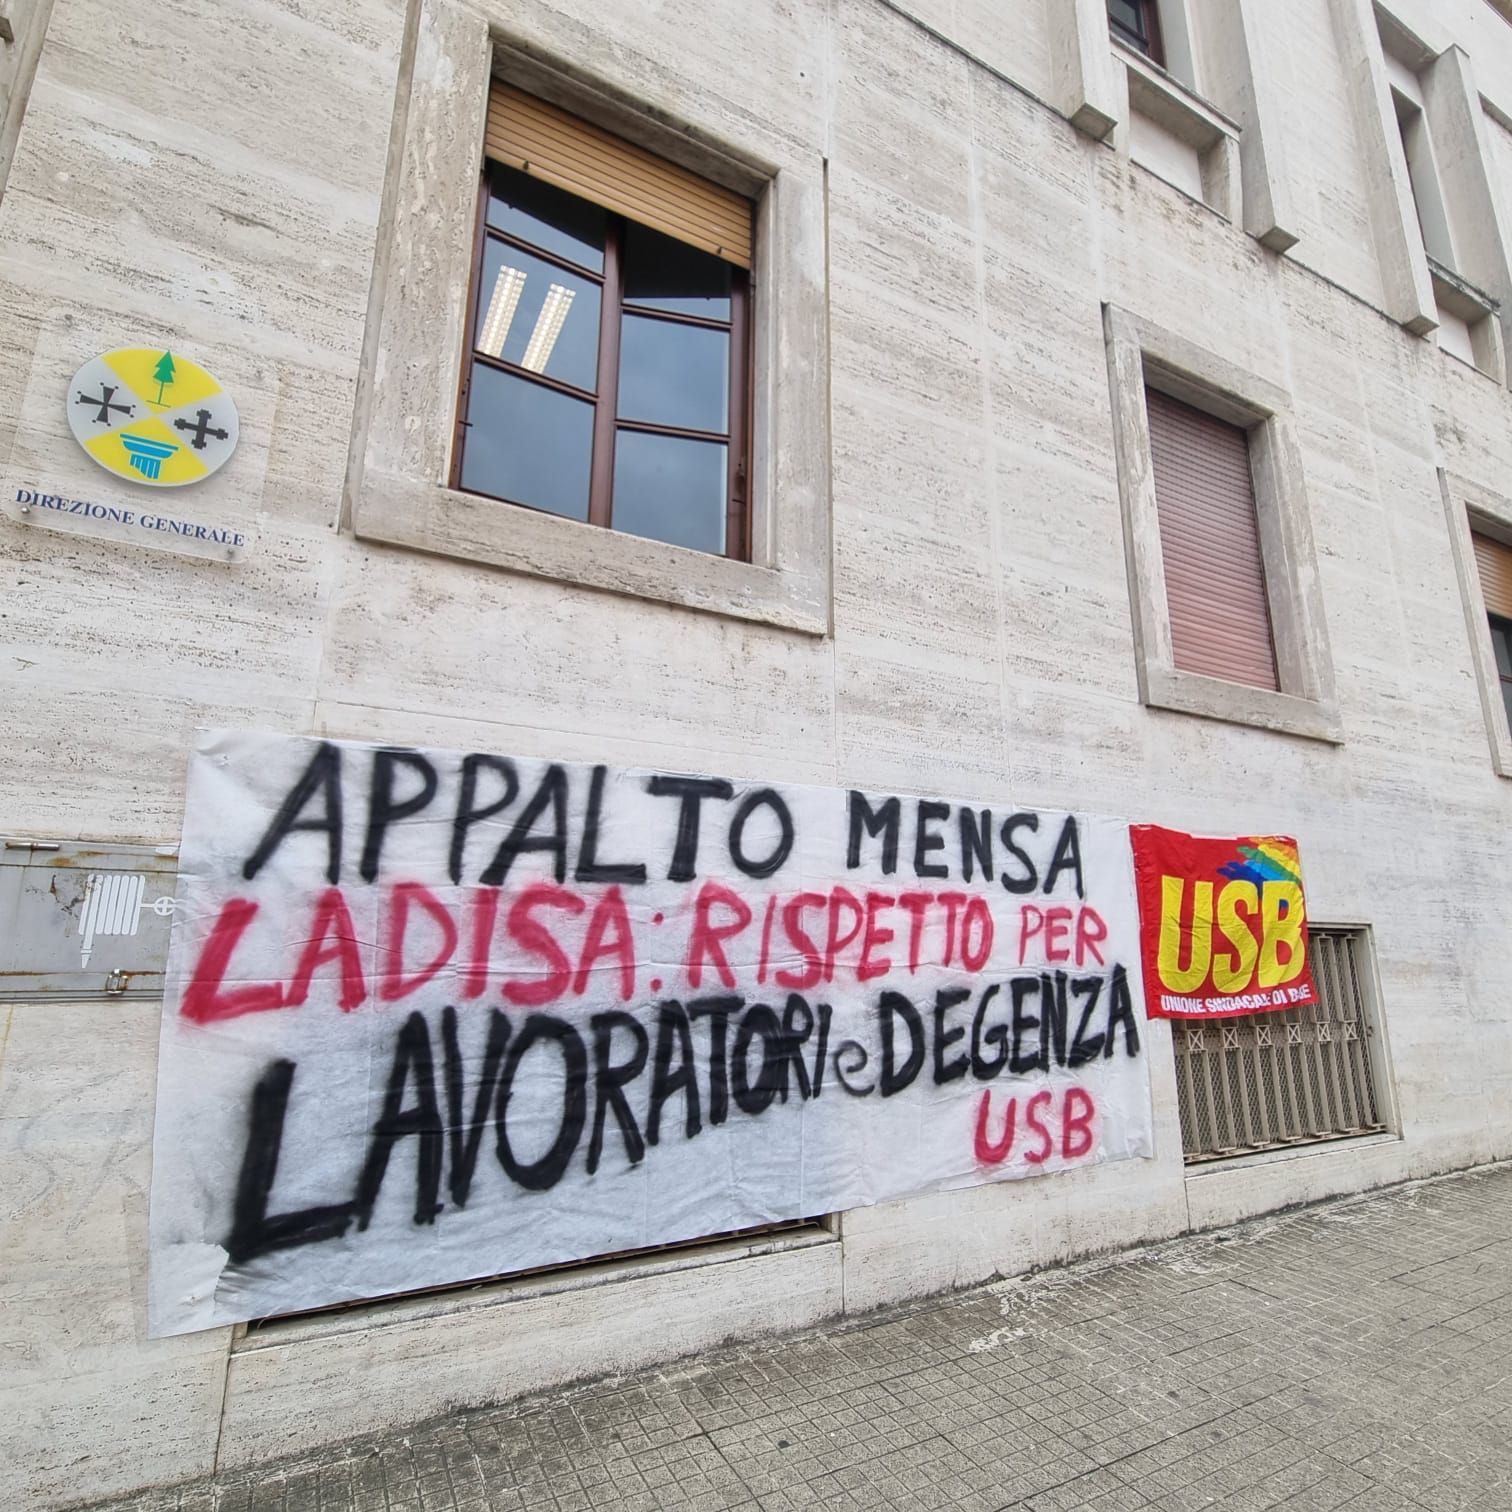 DIREZIONE GENERALE
APPALTO MENSA
LADISA: RISPETTO PER
LAVORATORI e DEGENZA
USB
USB
UNIONE SINDACALE DI BASE